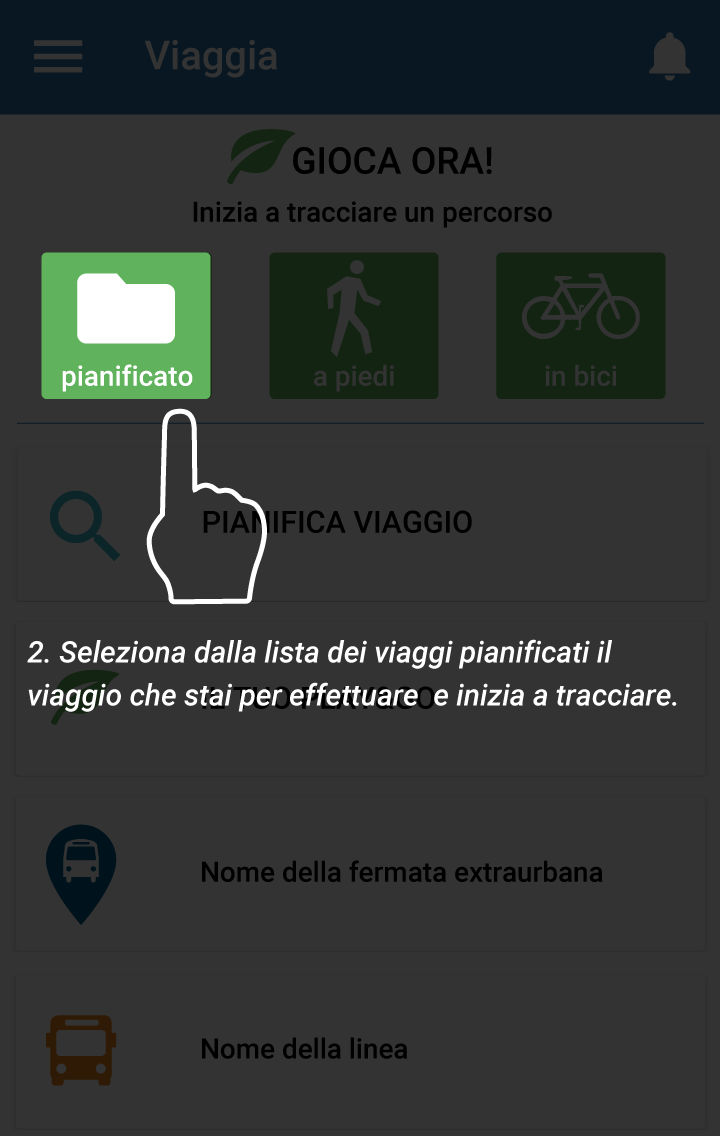 Viaggia
GIOCA ORA!
Inizia a tracciare un percorso
pianificato
a piedi
in bici
PIANIFICA VIAGGIO
2. Seleziona dalla lista dei viaggi pianificati il
viaggio che stai per effettuare e inizia a tracciare.
Nome della fermata extraurbana
Nome della linea